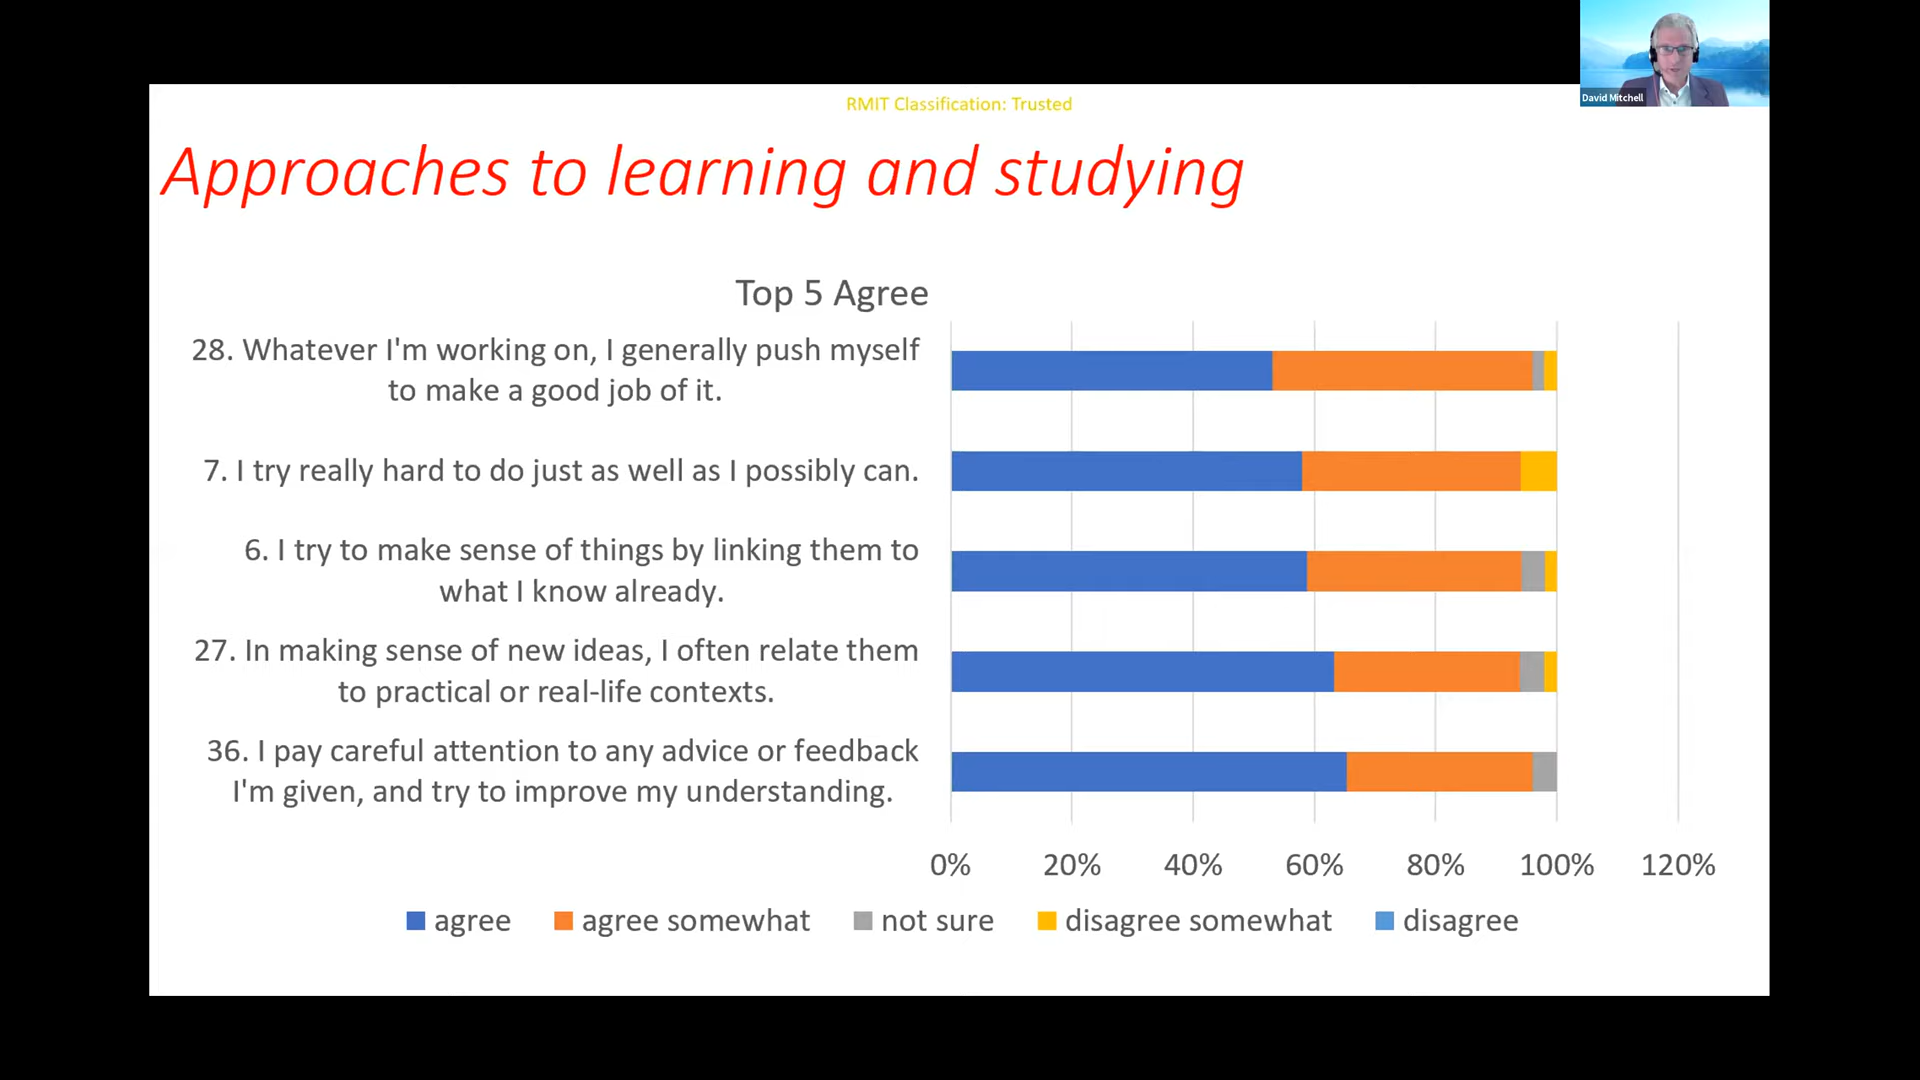 David Mitchell
RMIT Classification: Trusted
Approaches to learning and studying
Top 5 Agree
28. Whatever I'm working on, I generally push myself
to make a good job of it.
7. I try really hard to do just as well as I possibly can.
6. I try to make sense of things by linking them to
what I know already.
27. In making sense of new ideas, I often relate them
to practical or real-life contexts.
36. I pay careful attention to any advice or feedback
I'm given, and try to improve my understanding.
0% 20% 40% 60% 80% 100% 120%
agree agree somewhat not sure disagree somewhat disagree